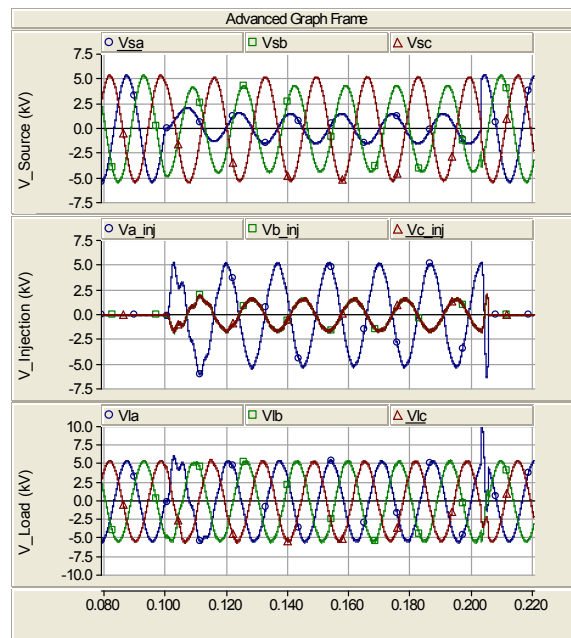 Advanced Graph Frame
Vsa Vsb Vsc
V_Source (kV)
7.5
5.0
2.5
0.0
-2.5
-5.0
-7.5
Va_inj Vb_inj Vc_inj
V_Injection (kV)
7.5
5.0
2.5
0.0
-2.5
-5.0
-7.5
Vla Vlb Vlc
V_Load (kV)
10.0
7.5
5.0
2.5
0.0
-2.5
-5.0
-7.5
-10.0
0.080 0.100 0.120 0.140 0.160 0.180 0.200 0.220